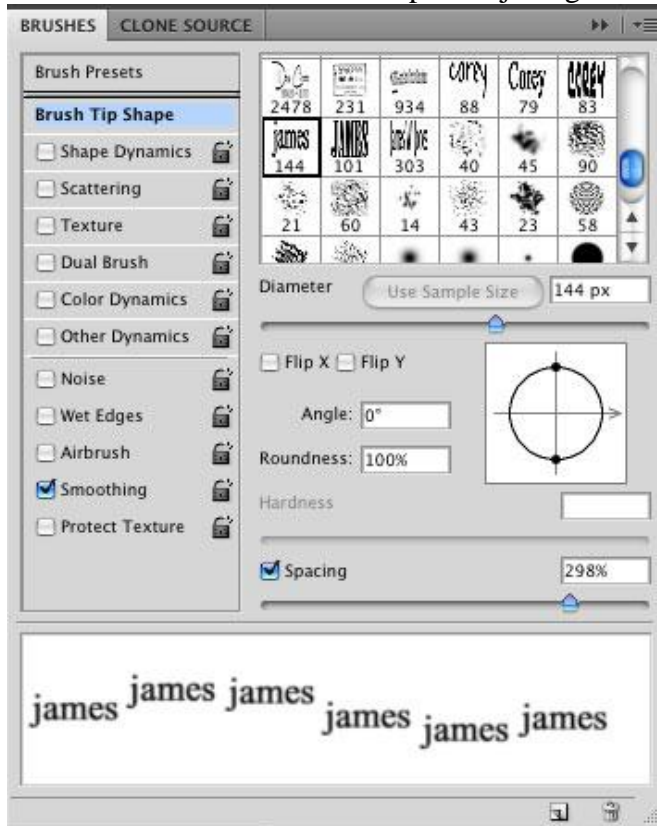 BRUSHES CLONE SOURCE
Brush Presets
Brush Tip Shape
Shape Dynamics
Scattering
Texture
Dual Brush
Color Dynamics
Other Dynamics
Noise
Wet Edges
Airbrush
Smoothing
Protect Texture
2478 231 934 88 79 83
corey Corey COREY
james JAMES
144 101 303 40 45 90
21 60 14 43 23 58
Diameter Use Sample Size 144 px
Flip X Flip Y
Angle: 0°
Roundness: 100%
Hardness
Spacing 298%
james james james james james james